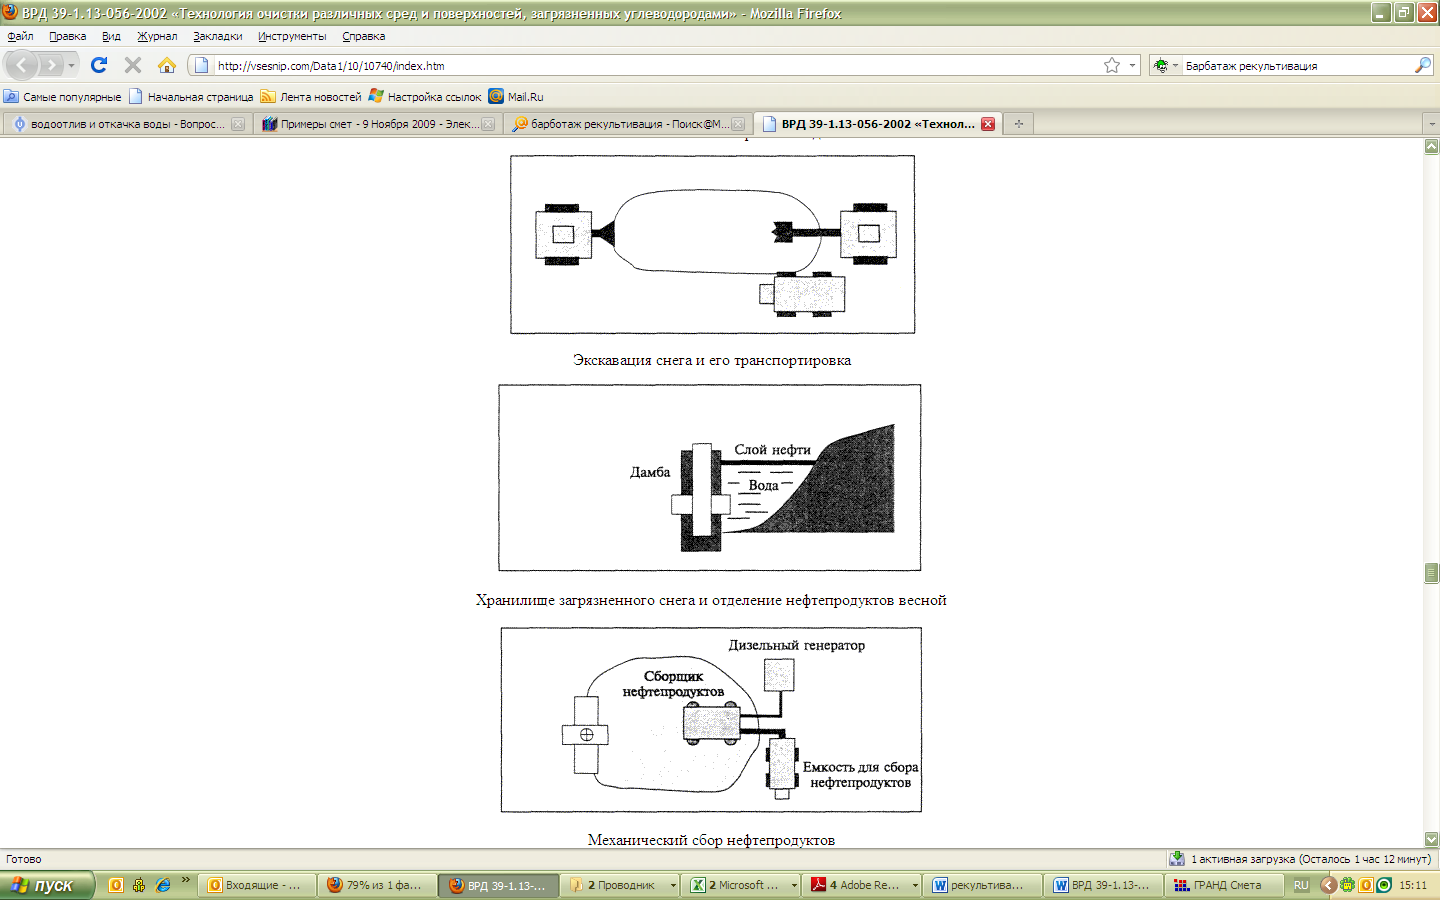 ВРД 39-1.13-056-2002 «Технология очистки различных сред и поверхностей, загрязненных углеводородами» - Mozilla Firefox
Файл Правка Вид Журнал Закладки Инструменты Справка
http://vsesnip.com/Data1/10/10740/index.htm
Барбатаж рекультивация
Самые популярные Начальная страница Лента новостей Настройка ссылок Mail.Ru
водоотлив и откачка воды - Вопрос... Примеры смет - 9 Ноября 2009 - Элек... барботаж рекультивация - Поиск@M... ВРД 39-1.13-056-2002 «Технол...
Экскавация снега и его транспортировка
Слой нефти
Дамба
Вода
Хранилище загрязненного снега и отделение нефтепродуктов весной
Дизельный генератор
Сборщик
нефтепродуктов
Емкость для сбора
нефтепродуктов
Механический сбор нефтепродуктов
Готово
1 активная загрузка (Осталось 1 час 12 минут)
пуск
Входящие - ... 79% из 1 фа... ВРД 39-1.13-... 2 Проводник 2 Microsoft ... 4 Adobe Re... рекультива... ВРД 39-1.13-... ГРАНД Смета RU 15:11